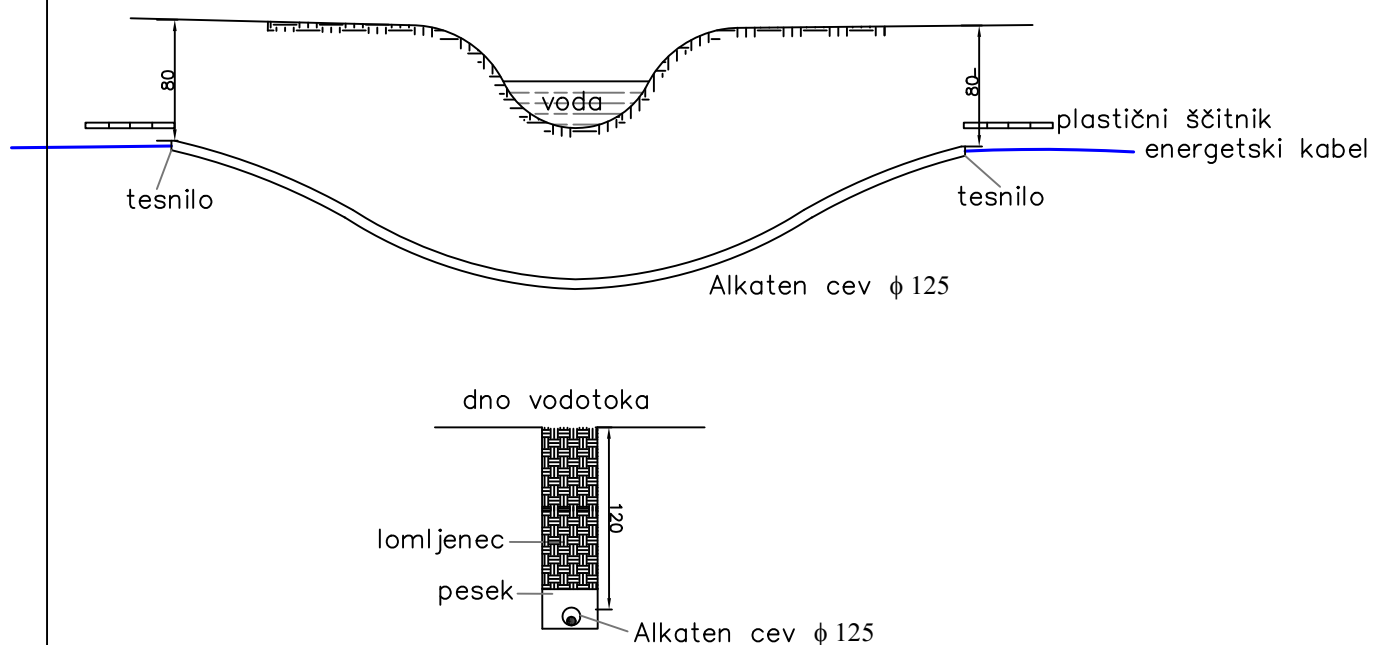 80
80
voda
plastični ščitnik
energetski kabel
tesnilo
tesnilo
Alkaten cev ϕ 125
dno vodotoka
120
lomljenec
pesek
Alkaten cev ϕ 125